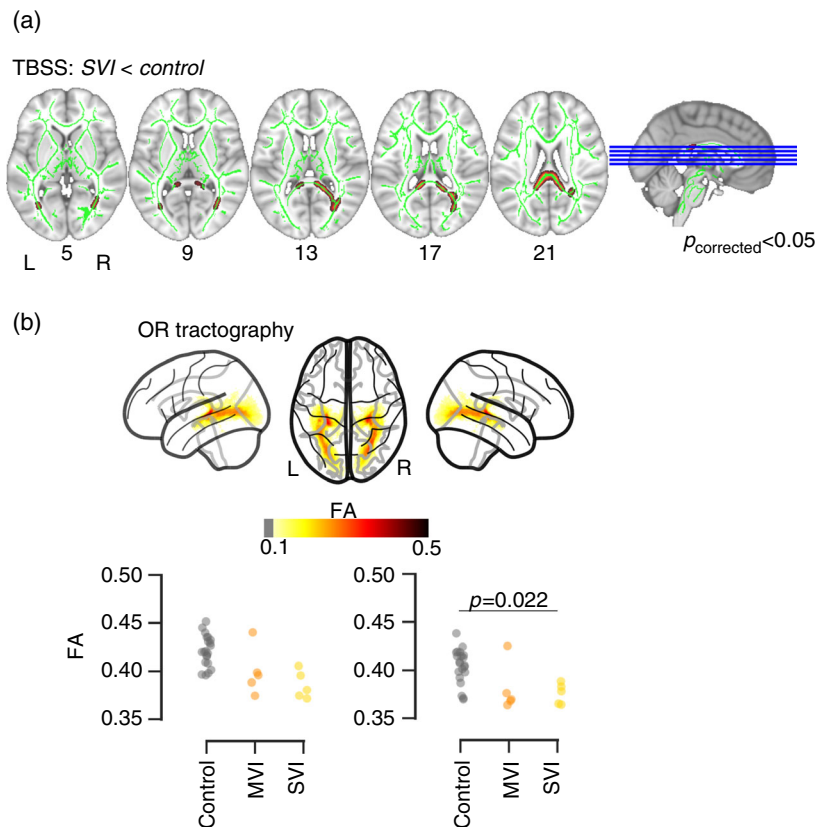 (a)
TBSS: SVI < control
5 9 13 17 21
L R
pcorrected<0.05
(b)
OR tractography
L R
FA
0.1 0.5
0.50 0.50
p=0.022
0.45 0.45
FA
0.40 0.40
0.35 0.35
Control MVI SVI Control MVI SVI